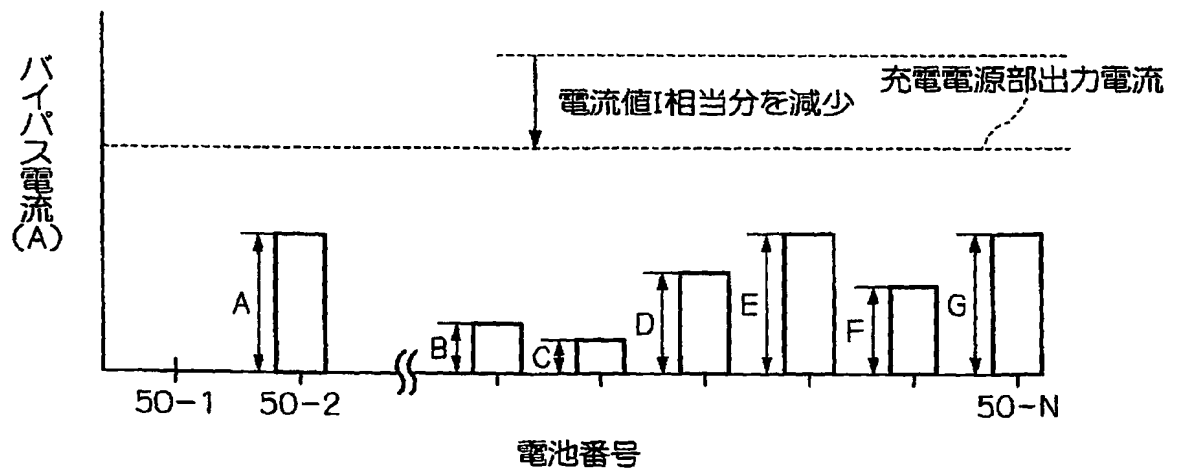 バイパス電流(A)
充電電源部出力電流
電流値I相当分を減少
A
B
C
D
E
F
G
50-1
50-2
50-N
電池番号